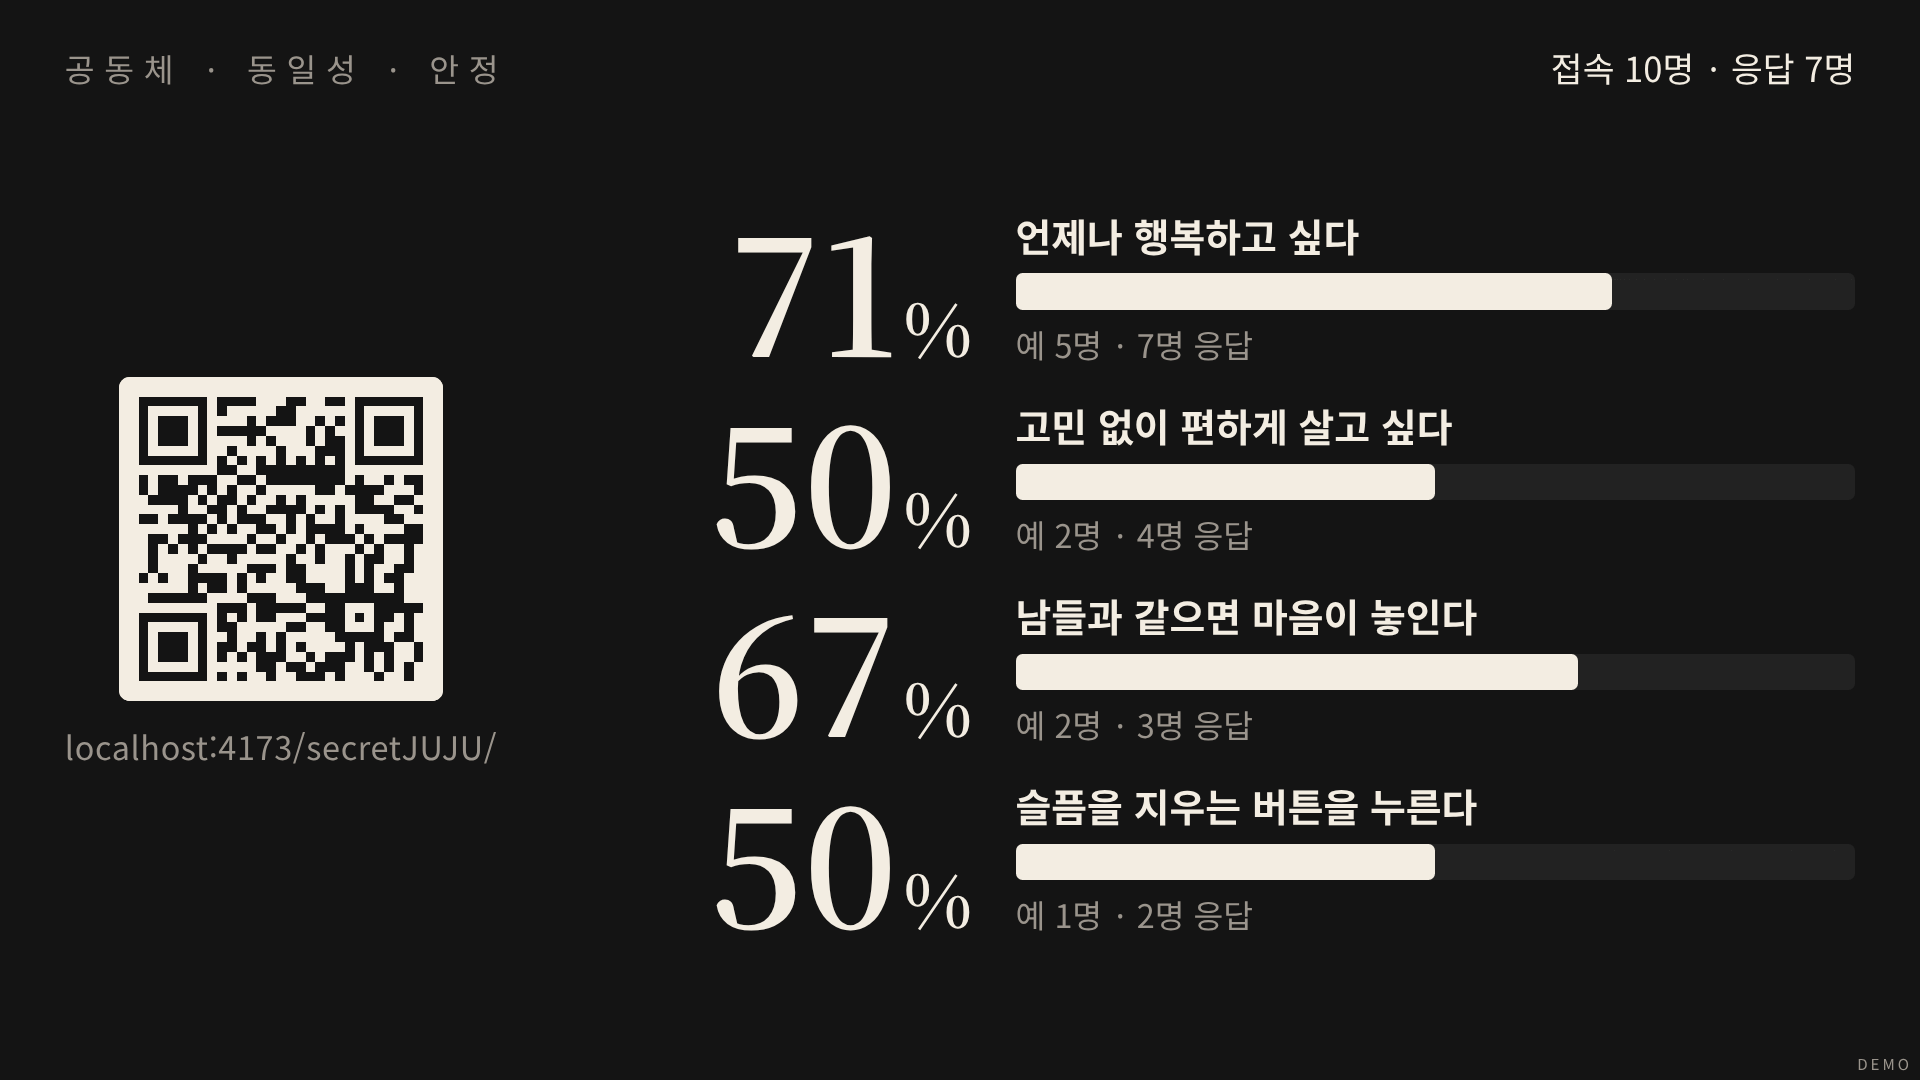 공동체 · 동일성 · 안정
접속 10명 · 응답 7명
71%
언제나 행복하고 싶다
예 5명 · 7명 응답
50%
고민 없이 편하게 살고 싶다
예 2명 · 4명 응답
67%
남들과 같으면 마음이 놓인다
예 2명 · 3명 응답
50%
슬픔을 지우는 버튼을 누른다
예 1명 · 2명 응답
localhost:4173/secretJUJU/
DEMO